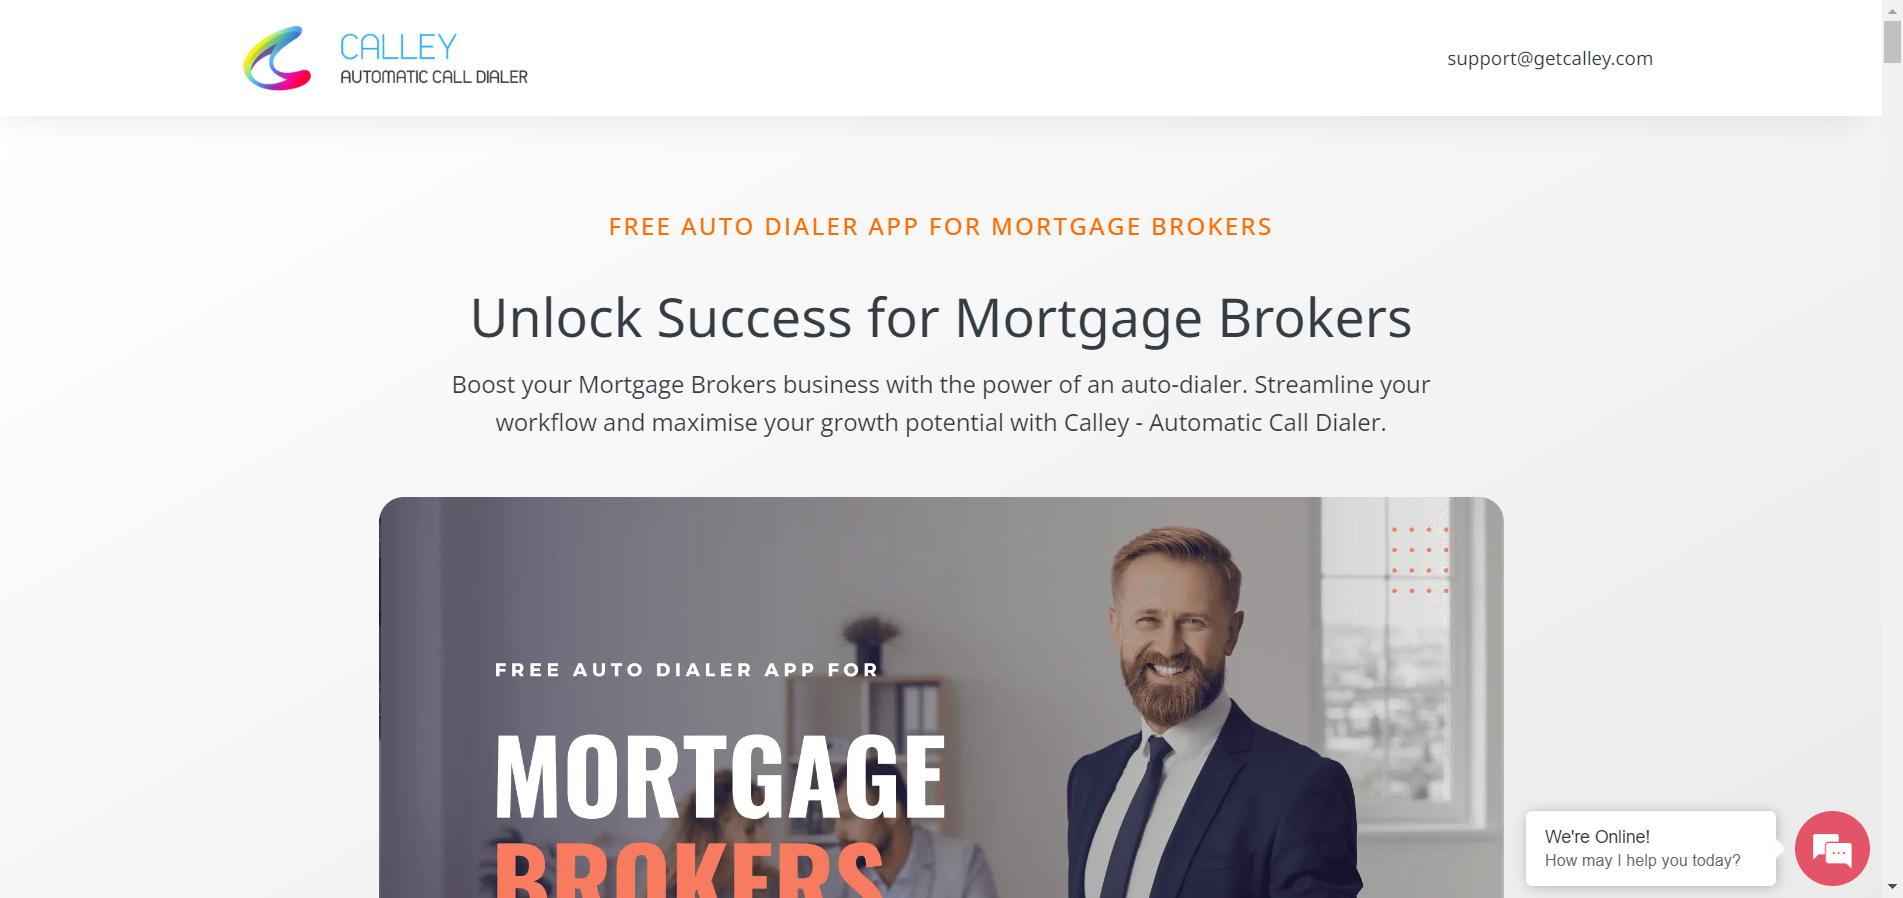 CALLEY
AUTOMATIC CALL DIALER
support@getcalley.com
FREE AUTO DIALER APP FOR MORTGAGE BROKERS
Unlock Success for Mortgage Brokers
Boost your Mortgage Brokers business with the power of an auto-dialer. Streamline your
workflow and maximise your growth potential with Calley - Automatic Call Dialer.
FREE AUTO DIALER APP FOR
MORTGAGE
BROKERS
We're Online!
How may I help you today?